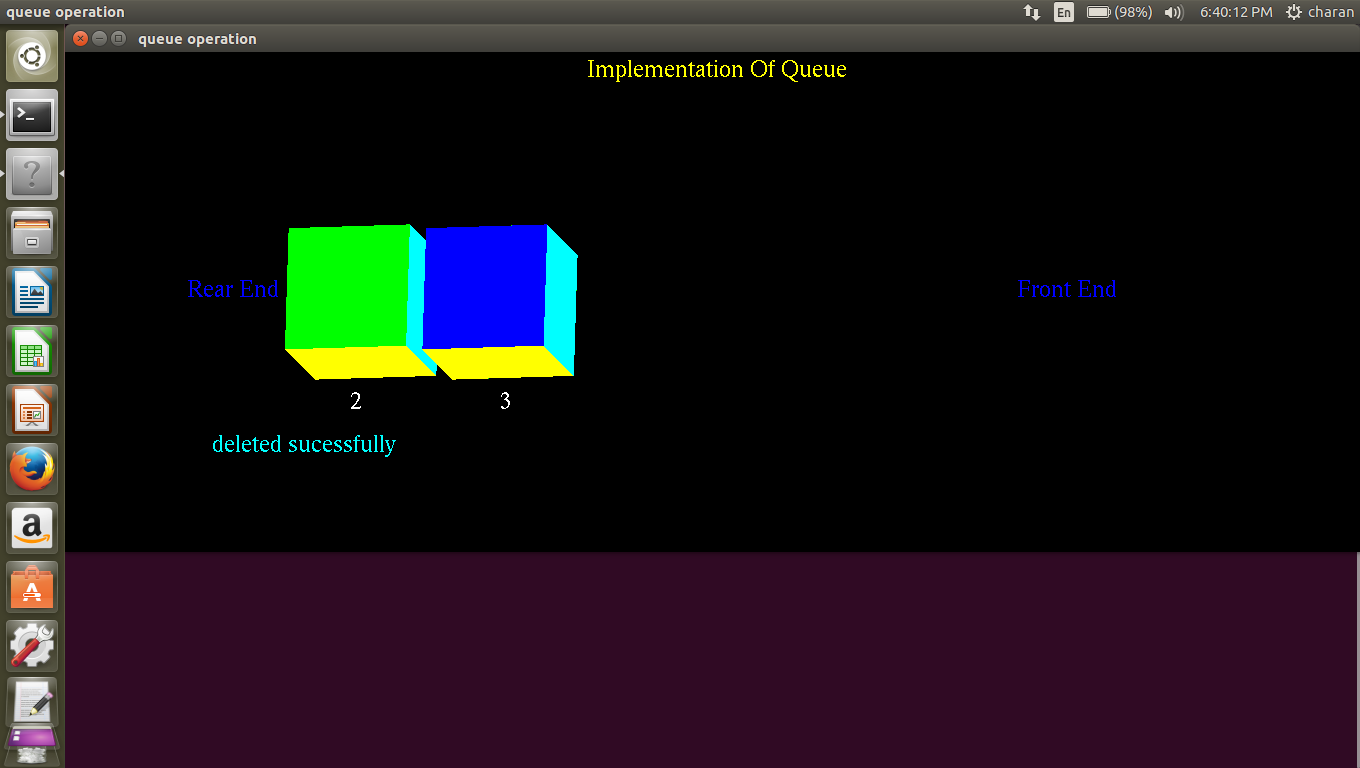 queue operation
En (98%) 6:40:12 PM charan
queue operation
Implementation Of Queue
Rear End Front End
2 3
deleted sucessfully